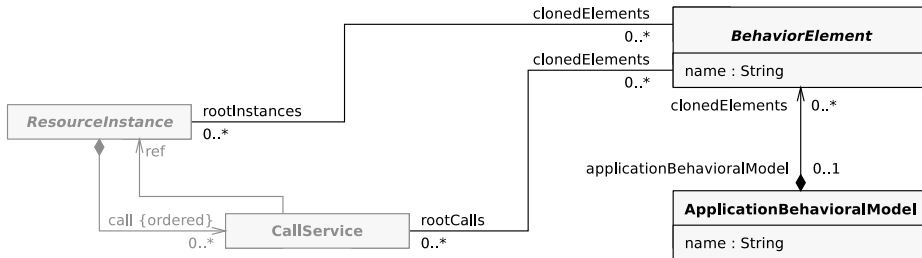 clonedElements
0..*
BehaviorElement
name : String
clonedElements
0..*
rootInstances
0..*
ResourceInstance
ref
clonedElements
0..*
applicationBehavioralModel
0..1
ApplicationBehavioralModel
name : String
call {ordered}
0..*
CallService
rootCalls
0..*